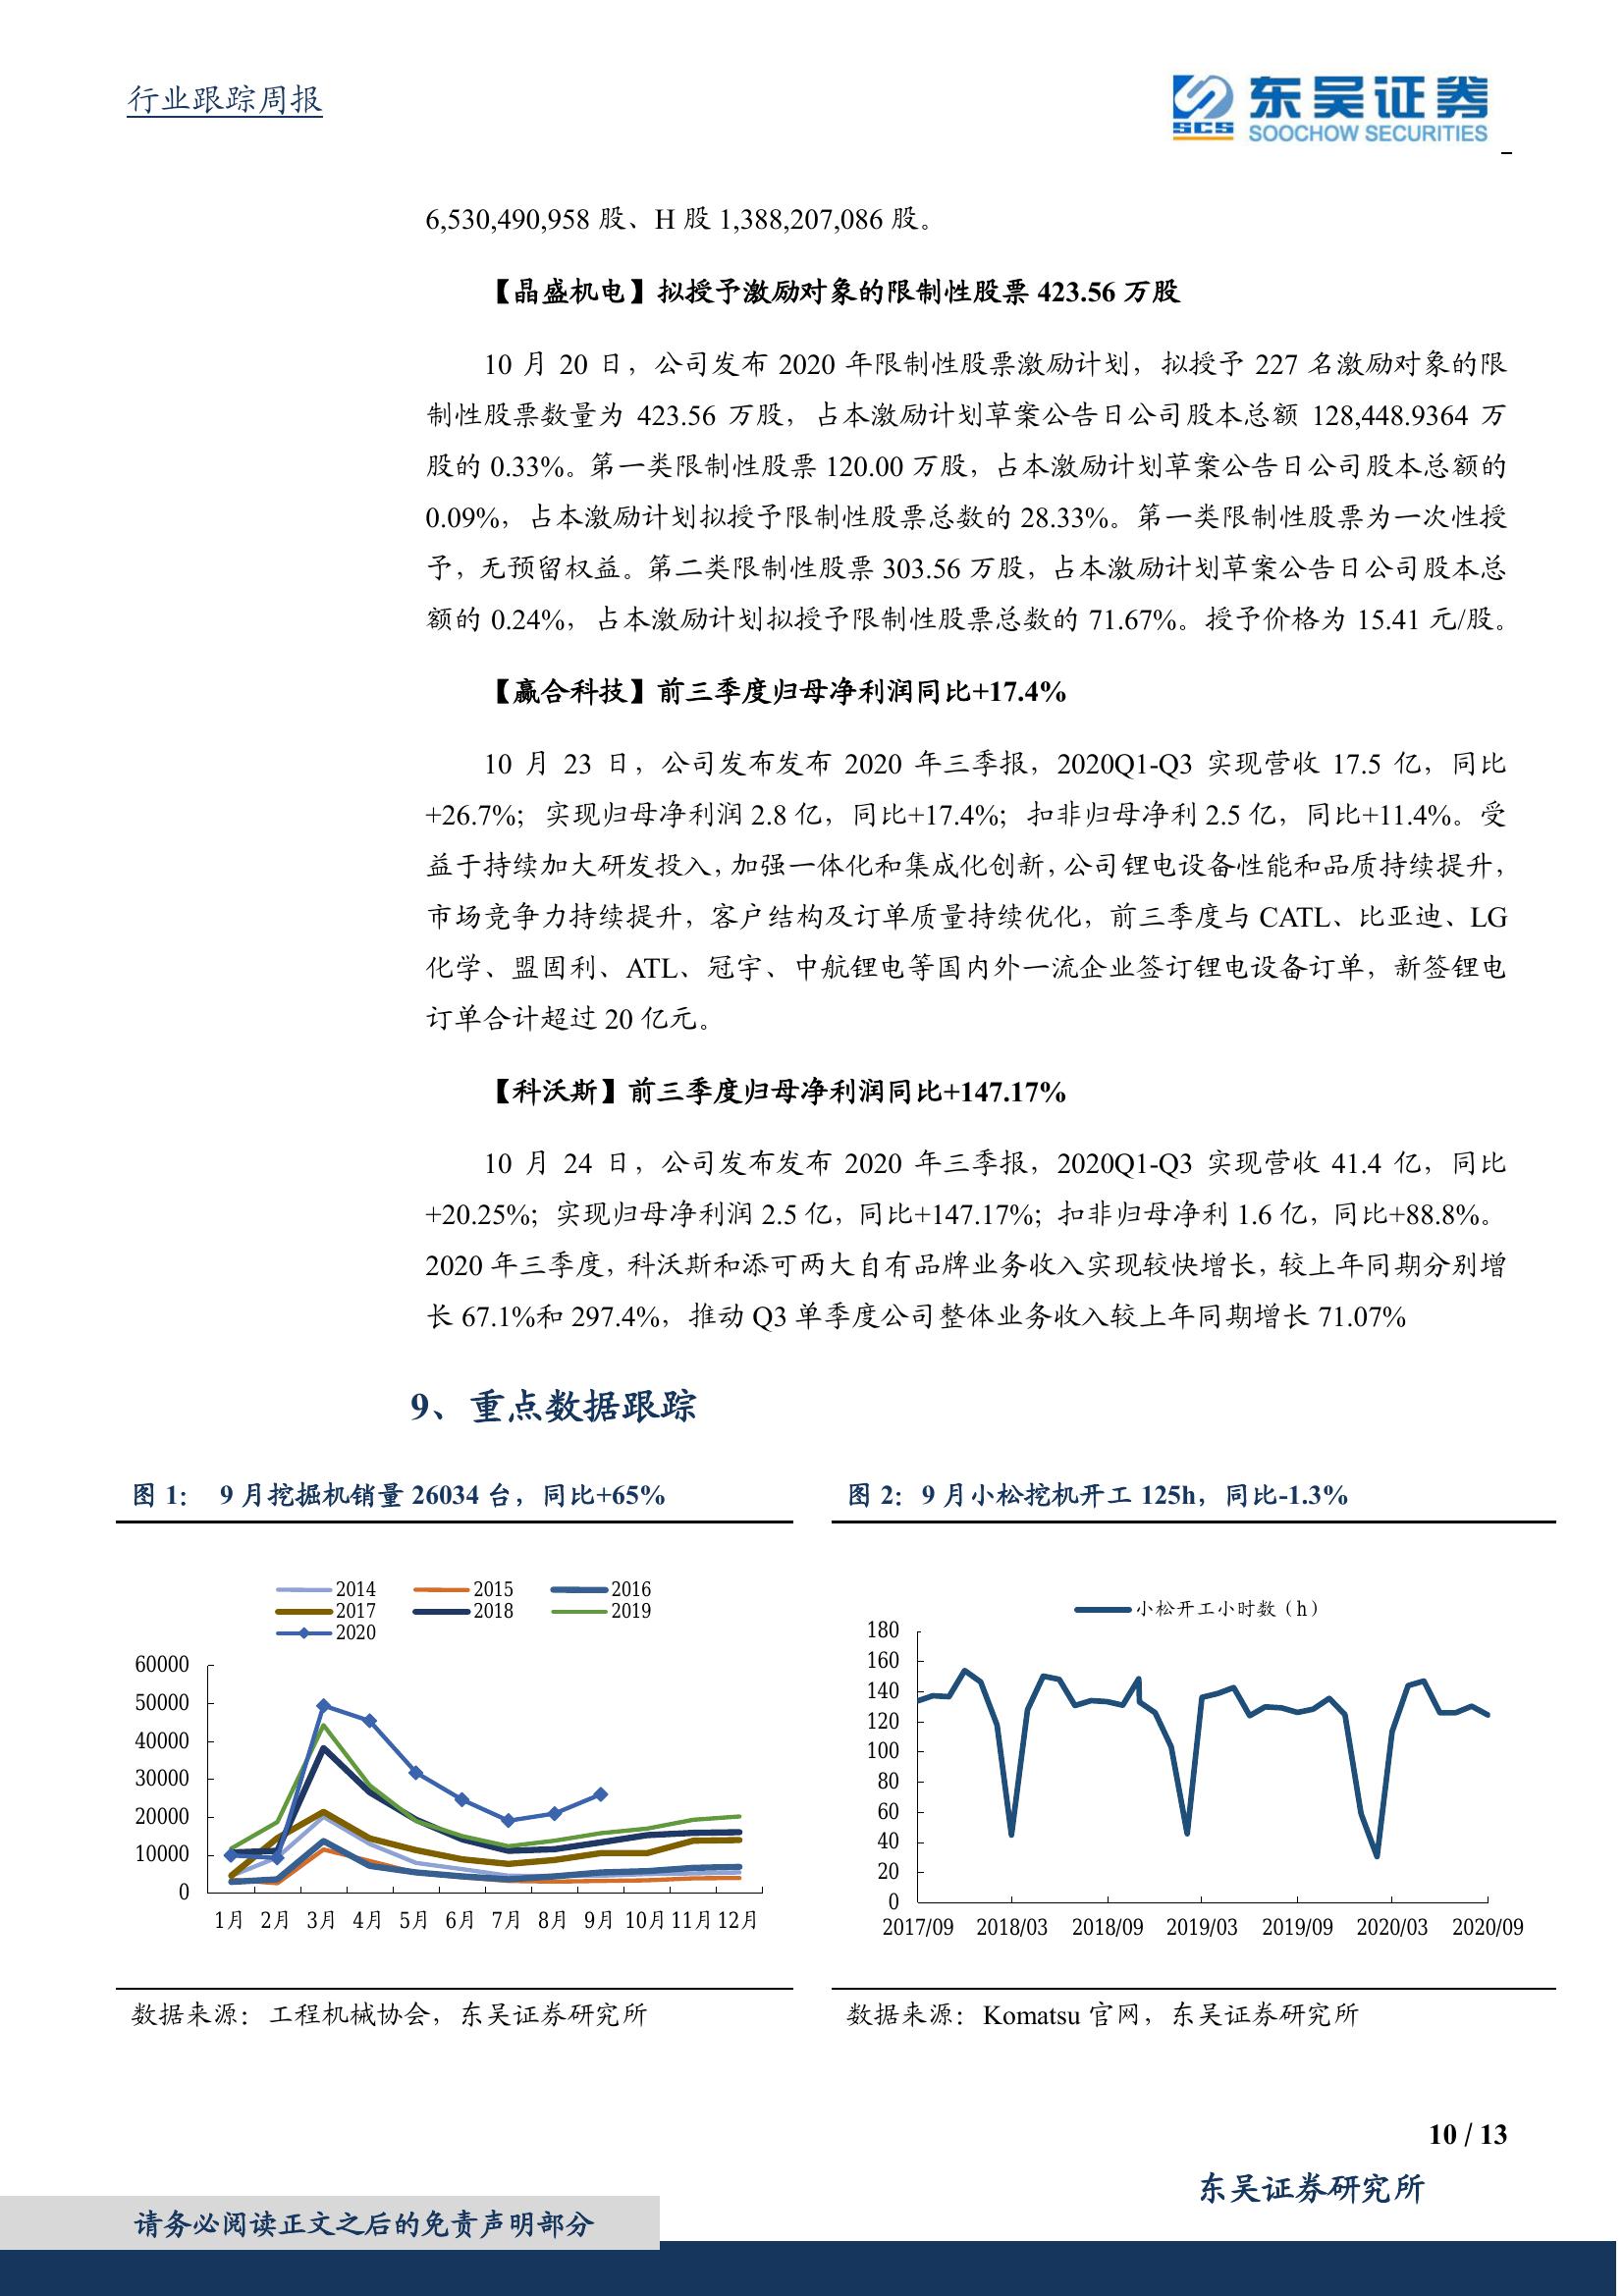 行业跟踪周报
SCS
东吴证券
SOOCHOW SECURITIES
6,530,490,958 股、H 股 1,388,207,086 股。
【晶盛机电】拟授予激励对象的限制性股票 423.56 万股
10 月 20 日，公司发布 2020 年限制性股票激励计划，拟授予 227 名激励对象的限
制性股票数量为 423.56 万股，占本激励计划草案公告日公司股本总额 128,448.9364 万
股的 0.33%。第一类限制性股票 120.00 万股，占本激励计划草案公告日公司股本总额的
0.09%，占本激励计划拟授予限制性股票总数的 28.33%。第一类限制性股票为一次性授
予，无预留权益。第二类限制性股票 303.56 万股，占本激励计划草案公告日公司股本总
额的 0.24%，占本激励计划拟授予限制性股票总数的 71.67%。授予价格为 15.41 元/股。
【赢合科技】前三季度归母净利润同比+17.4%
10 月 23 日，公司发布发布 2020 年三季报，2020Q1-Q3 实现营收 17.5 亿，同比
+26.7%；实现归母净利润 2.8 亿，同比+17.4%；扣非归母净利 2.5 亿，同比+11.4%。受
益于持续加大研发投入，加强一体化和集成化创新，公司锂电设备性能和品质持续提升，
市场竞争力持续提升，客户结构及订单质量持续优化，前三季度与 CATL、比亚迪、LG
化学、盟固利、ATL、冠宇、中航锂电等国内外一流企业签订锂电设备订单，新签锂电
订单合计超过 20 亿元。
【科沃斯】前三季度归母净利润同比+147.17%
10 月 24 日，公司发布发布 2020 年三季报，2020Q1-Q3 实现营收 41.4 亿，同比
+20.25%；实现归母净利润 2.5 亿，同比+147.17%；扣非归母净利 1.6 亿，同比+88.8%。
2020 年三季度，科沃斯和添可两大自有品牌业务收入实现较快增长，较上年同期分别增
长 67.1%和 297.4%，推动 Q3 单季度公司整体业务收入较上年同期增长 71.07%
9、重点数据跟踪
图 1： 9 月挖掘机销量 26034 台，同比+65%
2014 2015 2016
2017 2018 2019
2020
60000
50000
40000
30000
20000
10000
0
1月 2月 3月 4月 5月 6月 7月 8月 9月 10月 11月 12月
数据来源：工程机械协会，东吴证券研究所
图 2：9 月小松挖机开工 125h，同比-1.3%
小松开工小时数（h）
180
160
140
120
100
80
60
40
20
0
2017/09 2018/03 2018/09 2019/03 2019/09 2020/03 2020/09
数据来源：Komatsu 官网，东吴证券研究所
10 / 13
东吴证券研究所
请务必阅读正文之后的免责声明部分